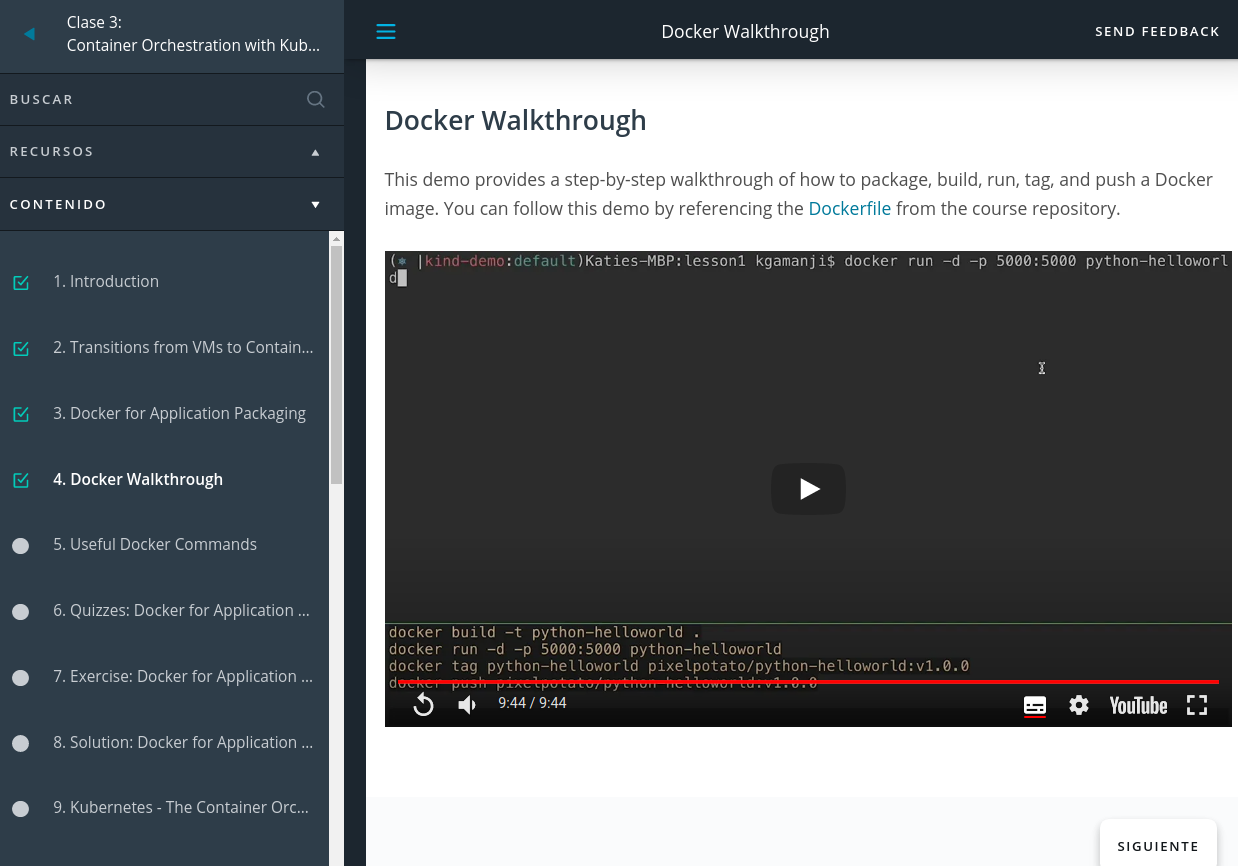 Clase 3:
Container Orchestration with Kub...
BUSCAR
RECURSOS
CONTENIDO
1. Introduction
2. Transitions from VMs to Contain...
3. Docker for Application Packaging
4. Docker Walkthrough
5. Useful Docker Commands
6. Quizzes: Docker for Application ...
7. Exercise: Docker for Application ...
8. Solution: Docker for Application ...
9. Kubernetes - The Container Orc...
Docker Walkthrough
SEND FEEDBACK
Docker Walkthrough
This demo provides a step-by-step walkthrough of how to package, build, run, tag, and push a Docker
image. You can follow this demo by referencing the Dockerfile from the course repository.
(⎈ |kind-demo:default)Katies-MBP:lesson1 kgamanji$ docker run -d -p 5000:5000 python-helloworl
d
docker build -t python-helloworld .
docker run -d -p 5000:5000 python-helloworld
docker tag python-helloworld pixelpotato/python-helloworld:v1.0.0
docker push pixelpotato/python-helloworld:v1.0.0
9:44 / 9:44
YouTube
SIGUIENTE